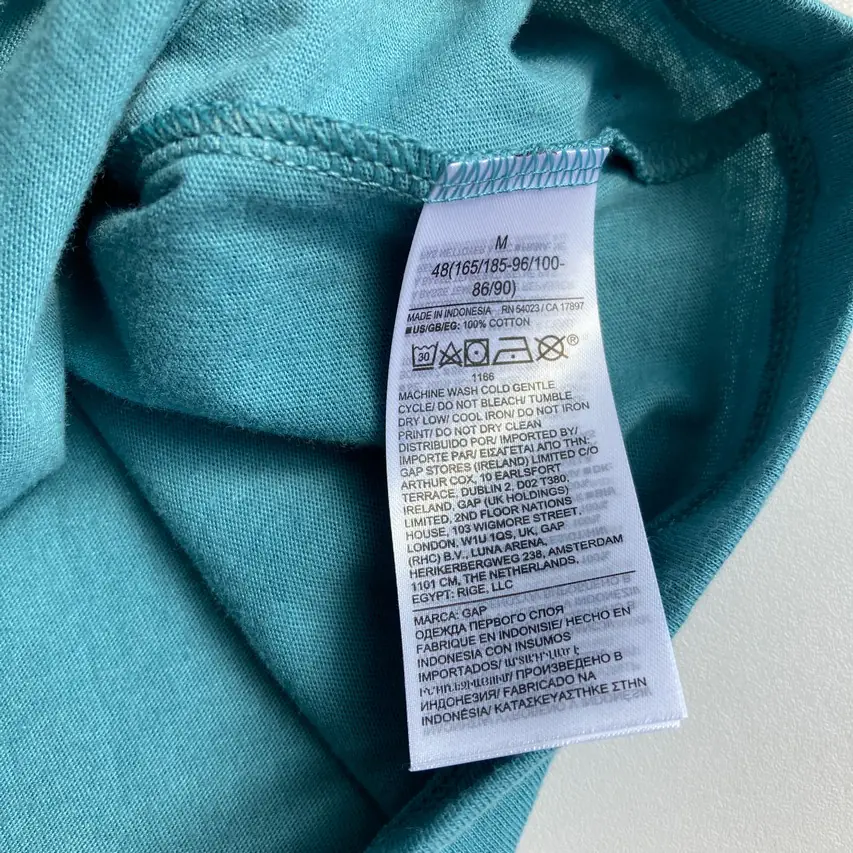 M
48(165/185-96/100-
86/90)
MADE IN INDONESIA RN 54023 / CA 17897
■US/GB/EG: 100% COTTON
30
®
1166
MACHINE WASH COLD GENTLE
CYCLE/ DO NOT BLEACH/ TUMBLE
DRY LOW/ COOL IRON/ DO NOT IRON
PRINT/ DO NOT DRY CLEAN
DISTRIBUIDO POR/ IMPORTED BY/
IMPORTE PAR/ ΕΙΣΑΓΕΤΑΙ ΑΠΟ ΤΗΝ:
GAP STORES (IRELAND) LIMITED C/O
ARTHUR COX, 10 EARLSFORT
TERRACE, DUBLIN 2, D02 T380,
IRELAND, GAP (UK HOLDINGS)
LIMITED, 2ND FLOOR NATIONS
HOUSE, 103 WIGMORE STREET,
LONDON, W1U 1QS, UK, GAP
(RHC) B.V., LUNA ARENA,
HERIKERBERGWEG 238, AMSTERDAM
1101 CM, THE NETHERLANDS,
EGYPT: RIGE, LLC
MARCA: GAP
ОДЕЖДА ПЕРВОГО СЛОЯ
FABRIQUE EN INDONISIE/ HECHO EN
INDONESIA CON INSUMOS
IMPORTADOS/
ПРОИЗВЕДЕНО В
ИНДОНЕЗИЯ/ FABRICADO NA
INDONÉSIA/ ΚΑΤΑΣΚΕΥΑΣΤΗΚΕ ΣΤΗΝ